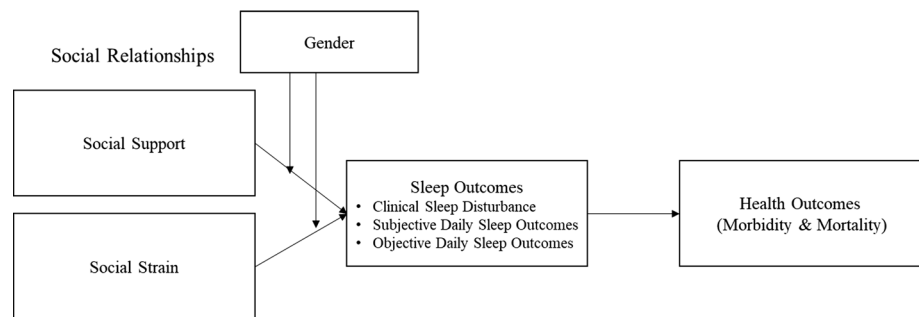 Gender
Social Relationships
Social Support
Social Strain
Sleep Outcomes
• Clinical Sleep Disturbance
• Subjective Daily Sleep Outcomes
• Objective Daily Sleep Outcomes
Health Outcomes
(Morbidity & Mortality)